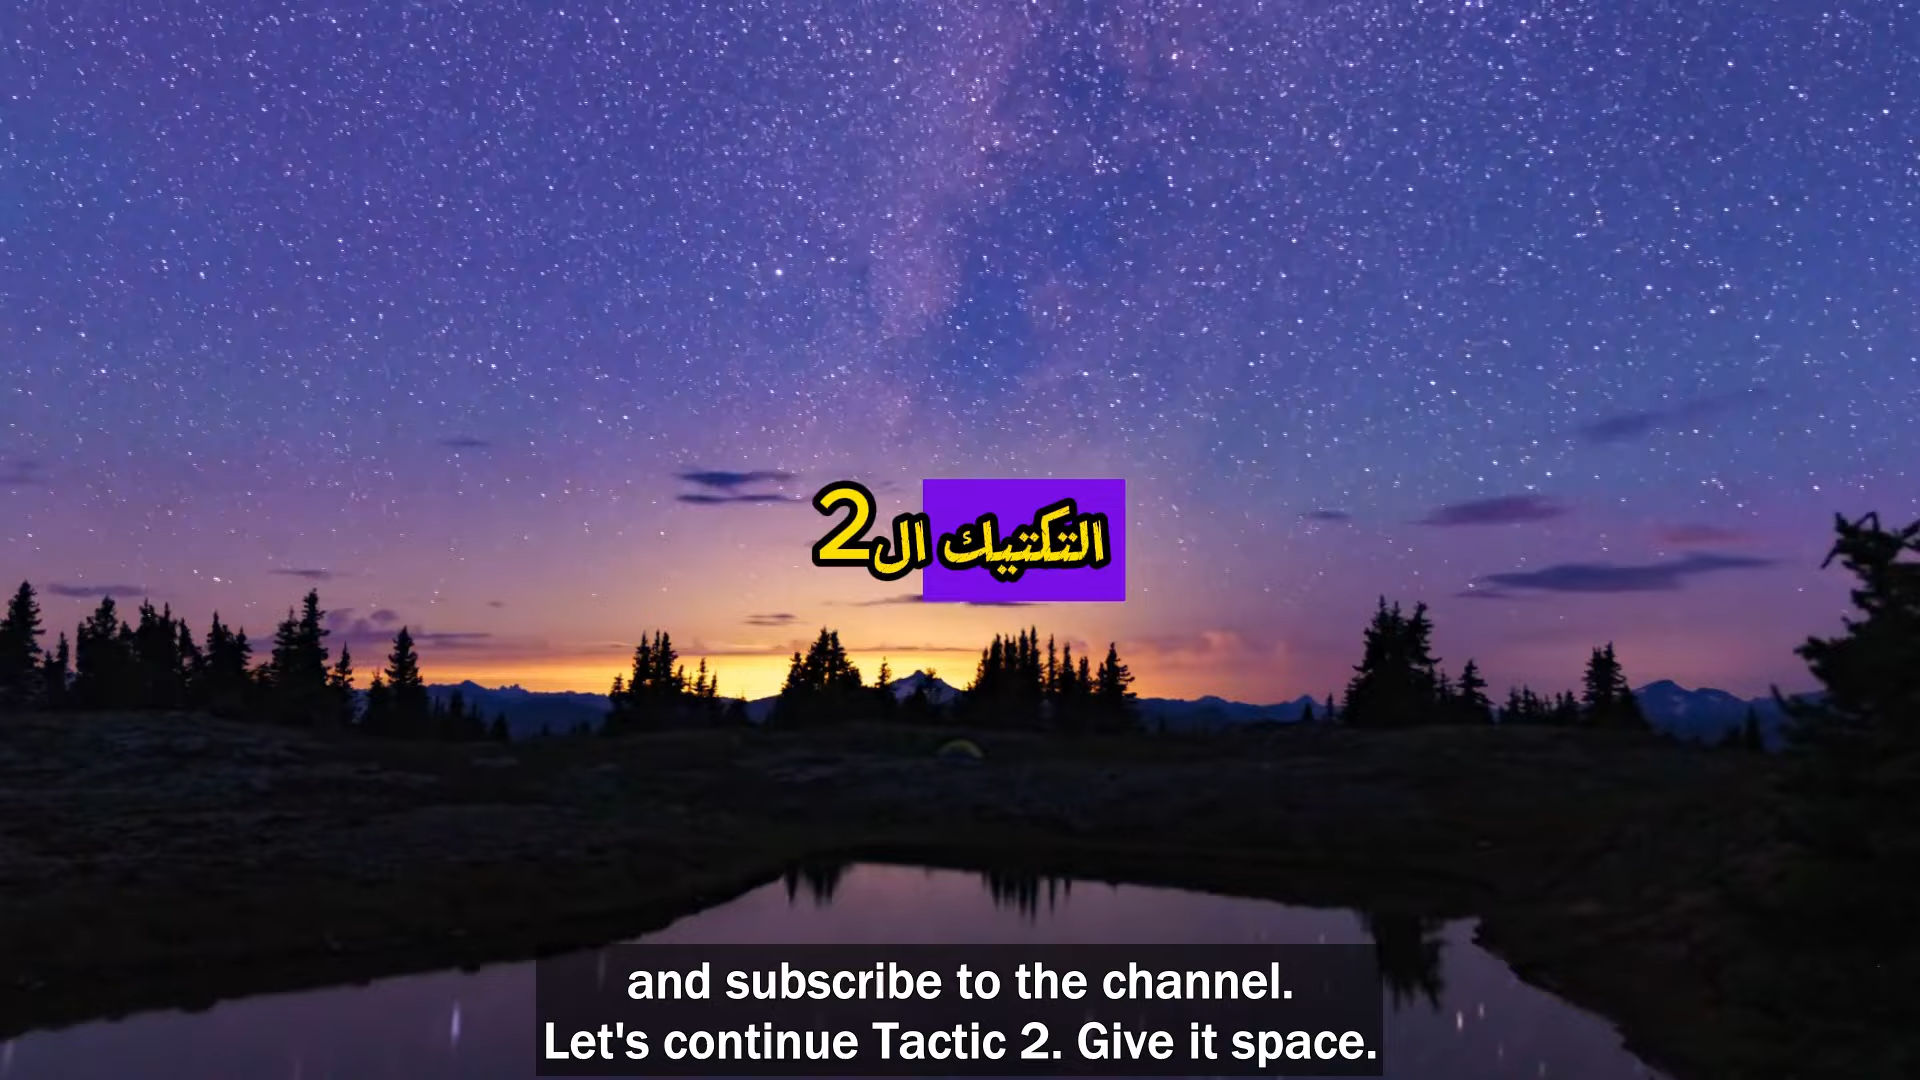 التكتيك ال2
and subscribe to the channel.
Let's continue Tactic 2. Give it space.